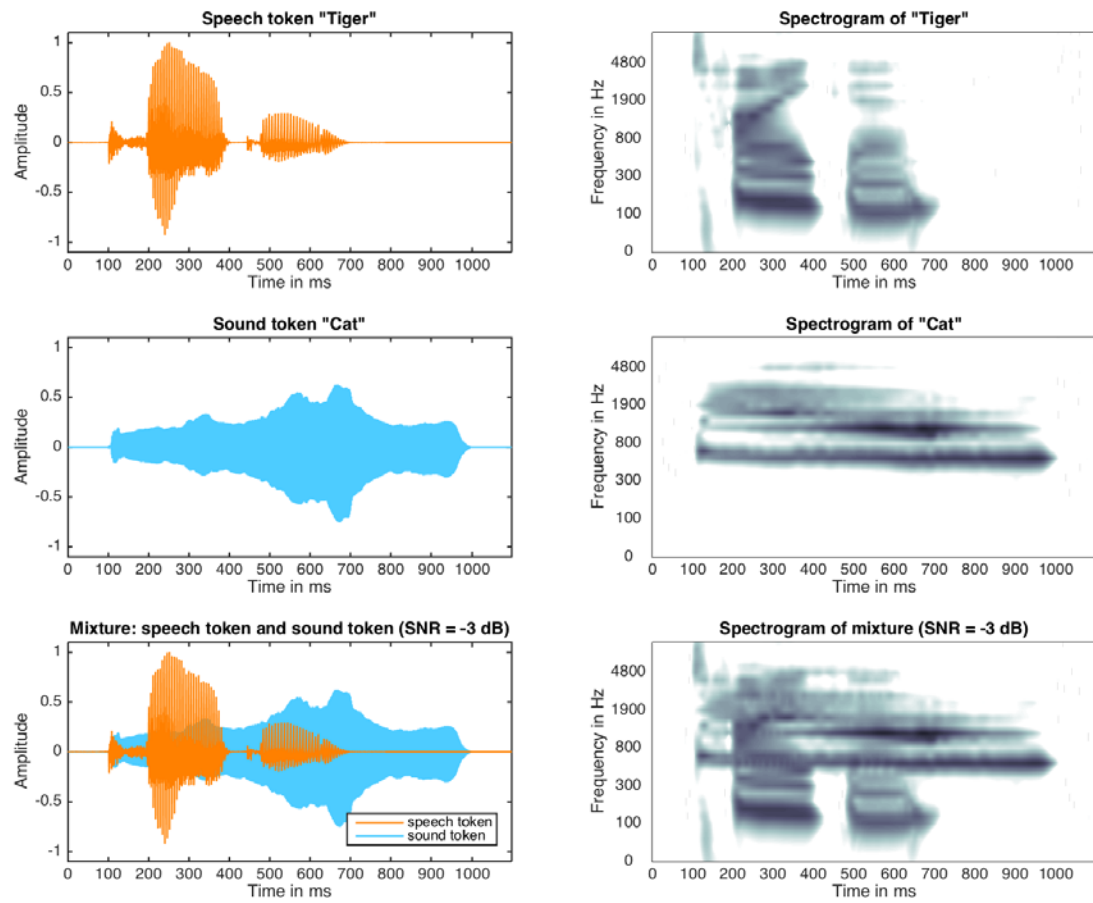 Speech token "Tiger"
Amplitude
1
0.5
0
-0.5
-1
0 100 200 300 400 500 600 700 800 900 1000
Time in ms
Spectrogram of "Tiger"
Frequency in Hz
4800
1900
800
300
100
0
0 100 200 300 400 500 600 700 800 900 1000
Time in ms
Sound token "Cat"
Amplitude
1
0.5
0
-0.5
-1
0 100 200 300 400 500 600 700 800 900 1000
Time in ms
Spectrogram of "Cat"
Frequency in Hz
4800
1900
800
300
100
0
0 100 200 300 400 500 600 700 800 900 1000
Time in ms
Mixture: speech token and sound token (SNR = -3 dB)
Amplitude
1
0.5
0
-0.5
-1
speech token
sound token
0 100 200 300 400 500 600 700 800 900 1000
Time in ms
Spectrogram of mixture (SNR = -3 dB)
Frequency in Hz
4800
1900
800
300
100
0
0 100 200 300 400 500 600 700 800 900 1000
Time in ms